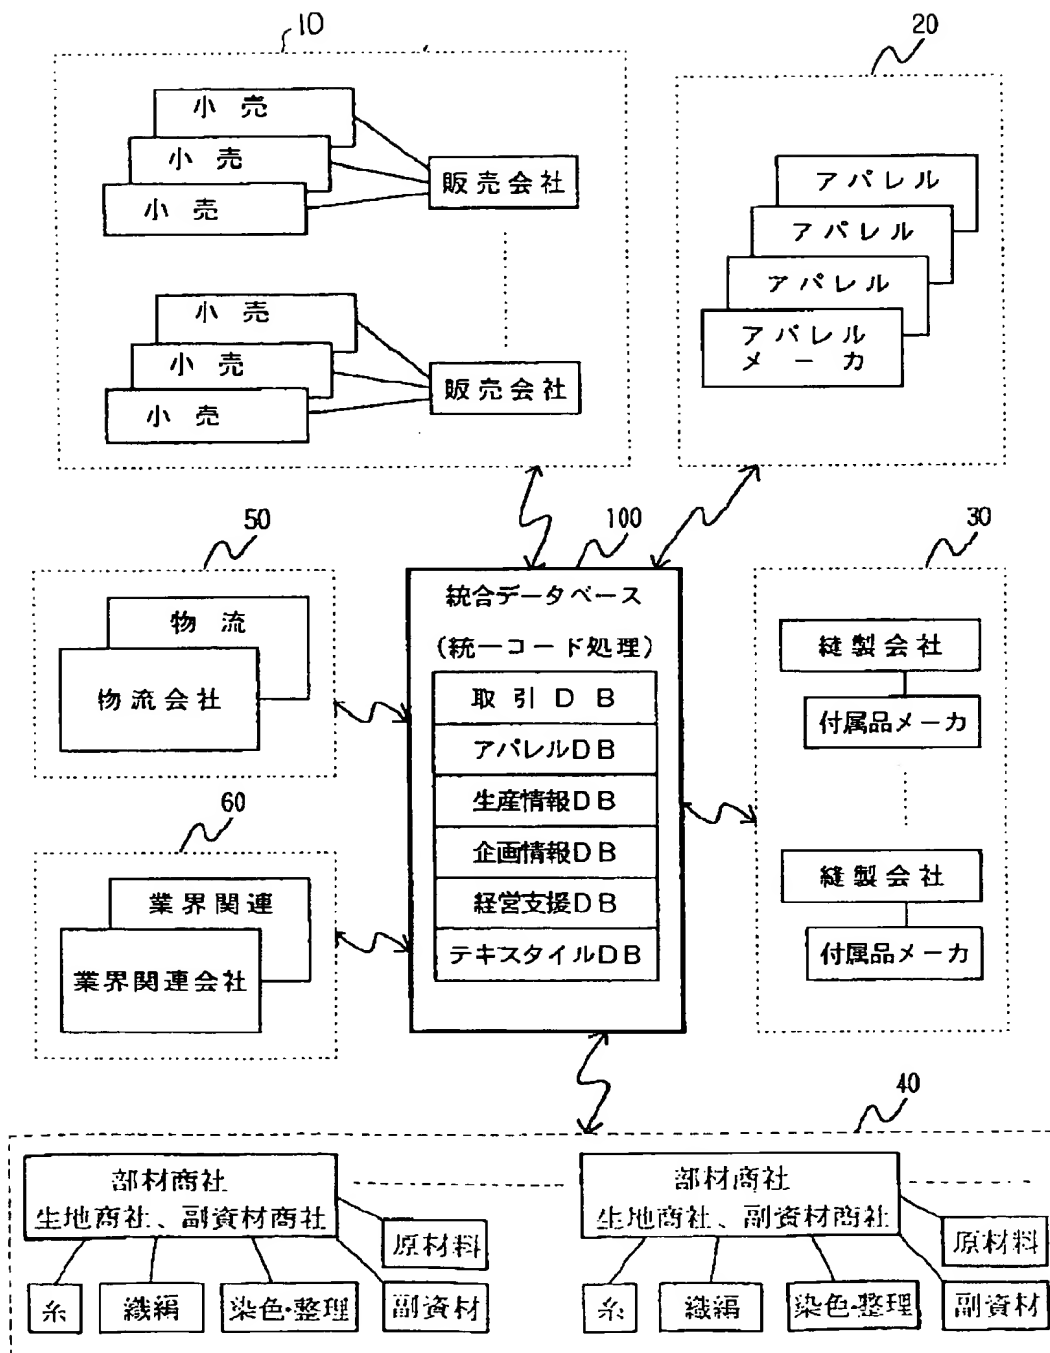 10
小売
小売
小売
販売会社
小売
小売
小売
販売会社
20
アパレル
アパレル
アパレル
アパレル
メーカ
50
物流
物流会社
60
業界関連
業界関連会社
100
統合データベース
(統一コード処理)
取引DB
アパレルDB
生産情報DB
企画情報DB
経営支援DB
テキスタイルDB
30
縫製会社
付属品メーカ
縫製会社
付属品メーカ
40
部材商社
生地商社、副資材商社
原材料
糸
織編
染色・整理
副資材
部材商社
生地商社、副資材商社
原材料
糸
織編
染色・整理
副資材